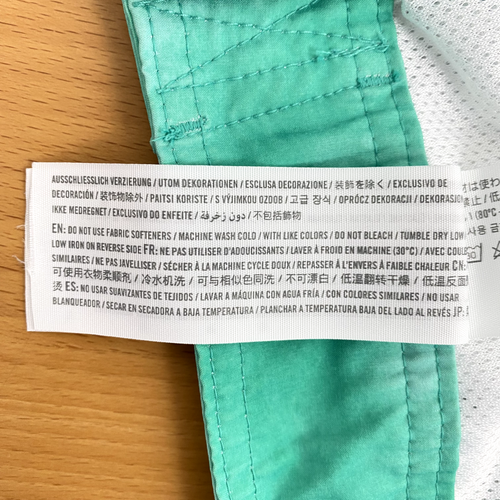 AUSSCHLIESSLICH VERZIERUNG / UTOM DEKORATIONEN / ESCLUSA DECORAZIONE / 装飾を除く / EXCLUSIVO DE
DECORACIÓN / 装饰物除外 / PAITSI KORISTE / S VÝJIMKOU OZDOB / 고급 장식 / OPRÓCZ DEKORACJI / DEKORASJON
IKKE MEDREGNET / EXCLUSIVO DO ENFEITE / دون زخرفة / 不包括飾物
EN: DO NOT USE FABRIC SOFTENERS / MACHINE WASH COLD / WITH LIKE COLORS / DO NOT BLEACH / TUMBLE DRY LOW
LOW IRON ON REVERSE SIDE FR: NE PAS UTILISER D'ADOUCISSANTS / LAVER À FROID EN MACHINE (30°C) / AVEC
SIMILAIRES / NE PAS JAVELLISER / SÉCHER À LA MACHINE CYCLE DOUX / REPASSER À L'ENVERS À FAIBLE CHALEUR CN:
可使用衣物柔顺剂 / 冷水机洗 / 可与相似色同洗 / 不可漂白 / 低温翻转干燥 / 低温反面
烫 ES: NO USAR SUAVIZANTES DE TEJIDOS / LAVAR A MÁQUINA CON AGUA FRÍA / CON COLORES SIMILARES / NO USAR
BLANQUEADOR / SECAR EN SECADORA A BAJA TEMPERATURA / PLANCHAR A TEMPERATURA BAJA DEL LADO AL REVÉS JP: